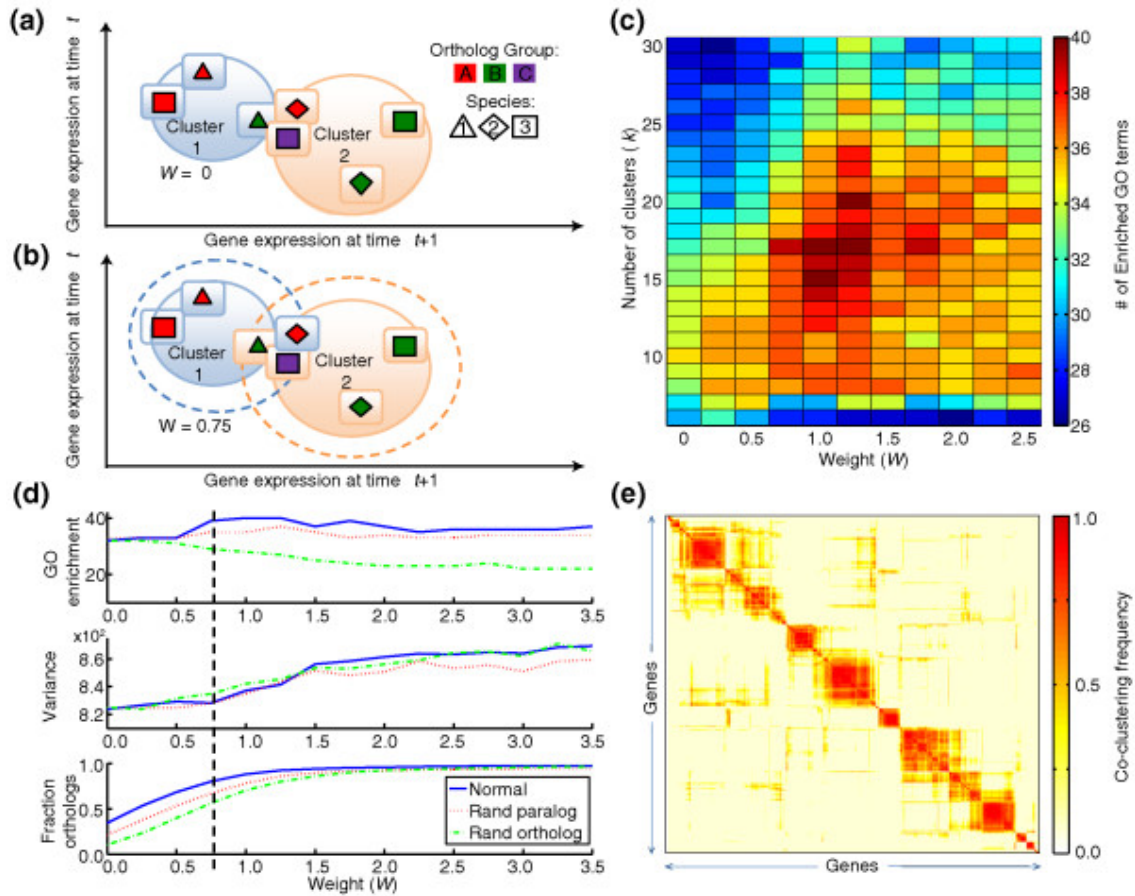 (a)
Gene expression at time t
Ortholog Group:
A B C
Species:
1 2 3
Cluster 1
Cluster 2
W = 0
Gene expression at time t+1
(b)
Gene expression at time t
Cluster 1
Cluster 2
W = 0.75
Gene expression at time t+1
(c)
Number of clusters ( k)
30
25
20
15
10
0 0.5 1.0 1.5 2.0 2.5
Weight (W)
40
38
36
34
32
30
28
26
# of Enriched GO terms
(d)
GO enrichment
40
20
0.0 0.5 1.0 1.5 2.0 2.5 3.0 3.5
x10²
Variance
8.6
8.4
8.2
0.0 0.5 1.0 1.5 2.0 2.5 3.0 3.5
Fraction orthologs
1.0
0.5
0.0
Normal
Rand paralog
Rand ortholog
0.0 0.5 1.0 1.5 2.0 2.5 3.0 3.5
Weight (W)
(e)
Genes
Genes
1.0
0.5
0.0
Co-clustering frequency